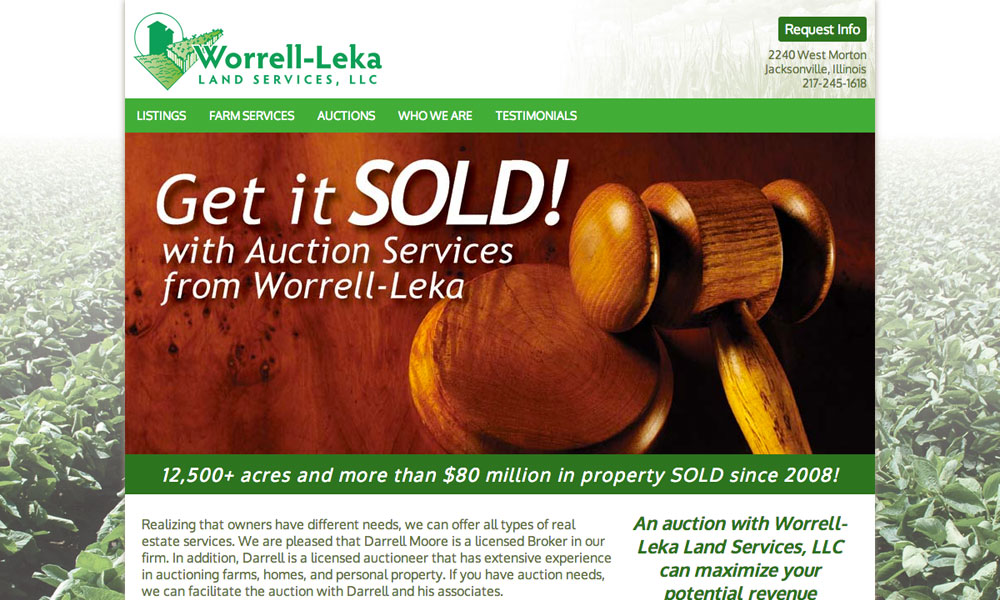 Worrell-Leka
LAND SERVICES, LLC
Request Info
2240 West Morton
Jacksonville, Illinois
217-245-1618
LISTINGS FARM SERVICES AUCTIONS WHO WE ARE TESTIMONIALS
Get it SOLD!
with Auction Services
from Worrell-Leka
12,500+ acres and more than $80 million in property SOLD since 2008!
Realizing that owners have different needs, we can offer all types of real
estate services. We are pleased that Darrell Moore is a licensed Broker in our
firm. In addition, Darrell is a licensed auctioneer that has extensive experience
in auctioning farms, homes, and personal property. If you have auction needs,
we can facilitate the auction with Darrell and his associates.
An auction with Worrell-
Leka Land Services, LLC
can maximize your
potential revenue